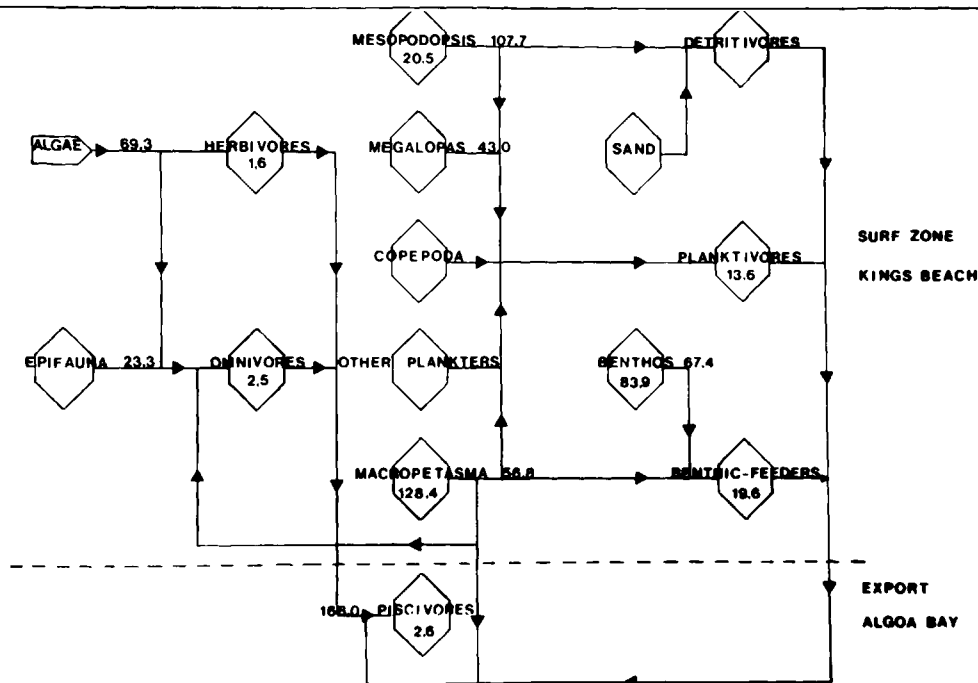 MESOPODOPSIS 107.7 DETRITIVORES
20.5
ALGAE 69.3 HERBIVORES MEGALOPAS 43.0 SAND
1.6
SURF ZONE
COPEPODA PLANKTIVORES
13.6 KINGS BEACH
EPIFAUNA 23.3 OMNIVORES OTHER PLANKTERS BENTHOS 67.4
2.5 83.9
MACROPETASMA 56.8 BENTHIC-FEEDERS
128.4 19.6
EXPORT
166.0 PISCIVORES ALGOA BAY
2.6